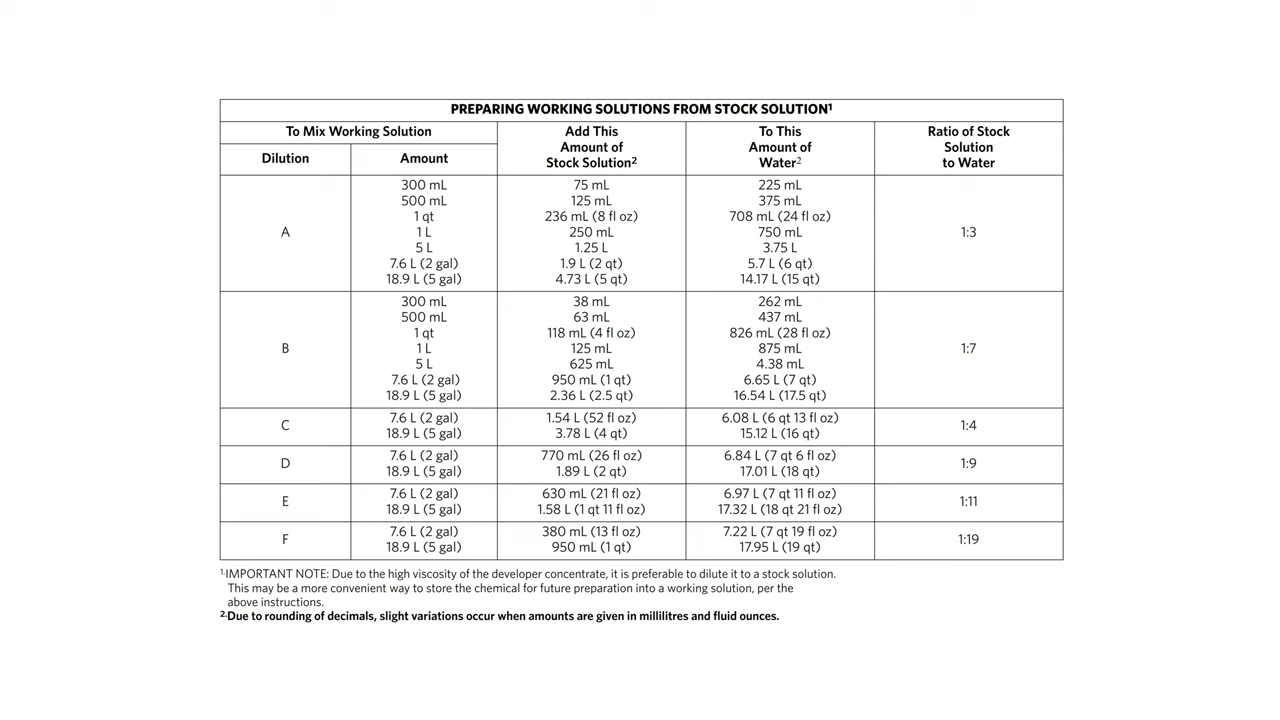 PREPARING WORKING SOLUTIONS FROM STOCK SOLUTION¹
To Mix Working Solution
Add This Amount of Stock Solution²
To This Amount of Water²
Ratio of Stock Solution to Water
Dilution Amount
A 1:3
300 mL 75 mL 225 mL
500 mL 125 mL 375 mL
1 qt 236 mL (8 fl oz) 708 mL (24 fl oz)
1 L 250 mL 750 mL
5 L 1.25 L 3.75 L
7.6 L (2 gal) 1.9 L (2 qt) 5.7 L (6 qt)
18.9 L (5 gal) 4.73 L (5 qt) 14.17 L (15 qt)
B 1:7
300 mL 38 mL 262 mL
500 mL 63 mL 437 mL
1 qt 118 mL (4 fl oz) 826 mL (28 fl oz)
1 L 125 mL 875 mL
5 L 625 mL 4.38 mL
7.6 L (2 gal) 950 mL (1 qt) 6.65 L (7 qt)
18.9 L (5 gal) 2.36 L (2.5 qt) 16.54 L (17.5 qt)
C 1:4
7.6 L (2 gal) 1.54 L (52 fl oz) 6.08 L (6 qt 13 fl oz)
18.9 L (5 gal) 3.78 L (4 qt) 15.12 L (16 qt)
D 1:9
7.6 L (2 gal) 770 mL (26 fl oz) 6.84 L (7 qt 6 fl oz)
18.9 L (5 gal) 1.89 L (2 qt) 17.01 L (18 qt)
E 1:11
7.6 L (2 gal) 630 mL (21 fl oz) 6.97 L (7 qt 11 fl oz)
18.9 L (5 gal) 1.58 L (1 qt 11 fl oz) 17.32 L (18 qt 21 fl oz)
F 1:19
7.6 L (2 gal) 380 mL (13 fl oz) 7.22 L (7 qt 19 fl oz)
18.9 L (5 gal) 950 mL (1 qt) 17.95 L (19 qt)
1.IMPORTANT NOTE: Due to the high viscosity of the developer concentrate, it is preferable to dilute it to a stock solution.
This may be a more convenient way to store the chemical for future preparation into a working solution, per the
above instructions.
2.Due to rounding of decimals, slight variations occur when amounts are given in millilitres and fluid ounces.